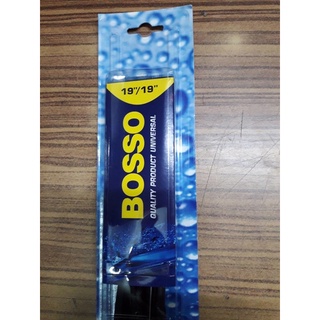 19"/19"
BOSSO
QUALITY PRODUCT UNIVERSAL